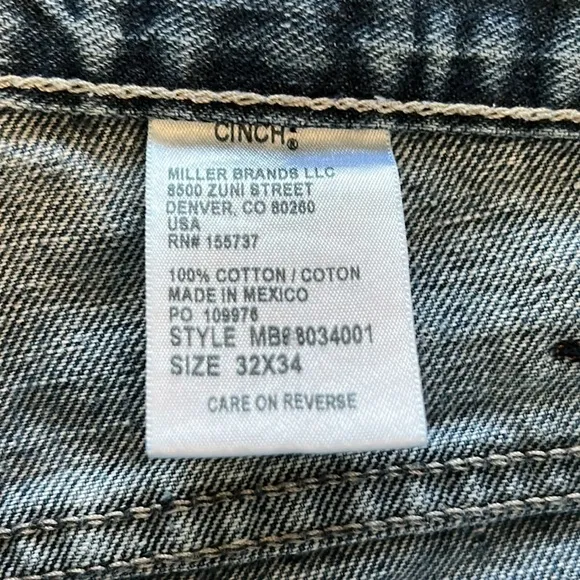 CINCH®
MILLER BRANDS LLC
8500 ZUNI STREET
DENVER, CO 80260
USA
RN# 155737
100% COTTON / COTON
MADE IN MEXICO
PO 109976
STYLE
SIZE 32X34
CARE ON REVERSE